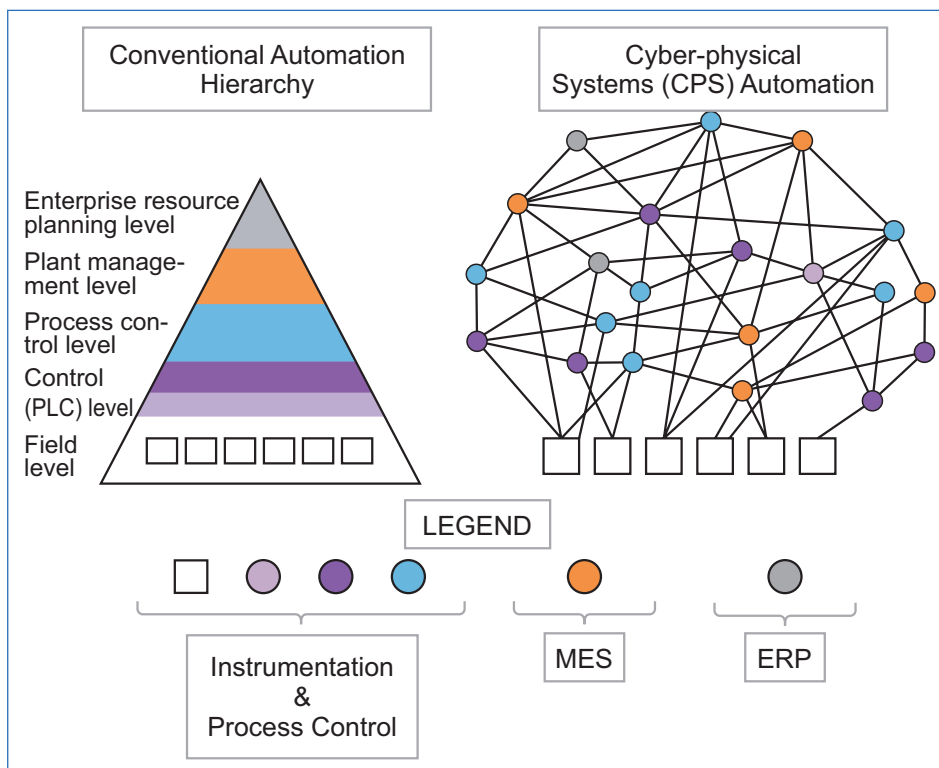 Conventional Automation
Hierarchy
Cyber-physical
Systems (CPS) Automation
Enterprise resource
planning level
Plant manage-
ment level
Process con-
trol level
Control
(PLC) level
Field
level
LEGEND
Instrumentation
&
Process Control
MES
ERP